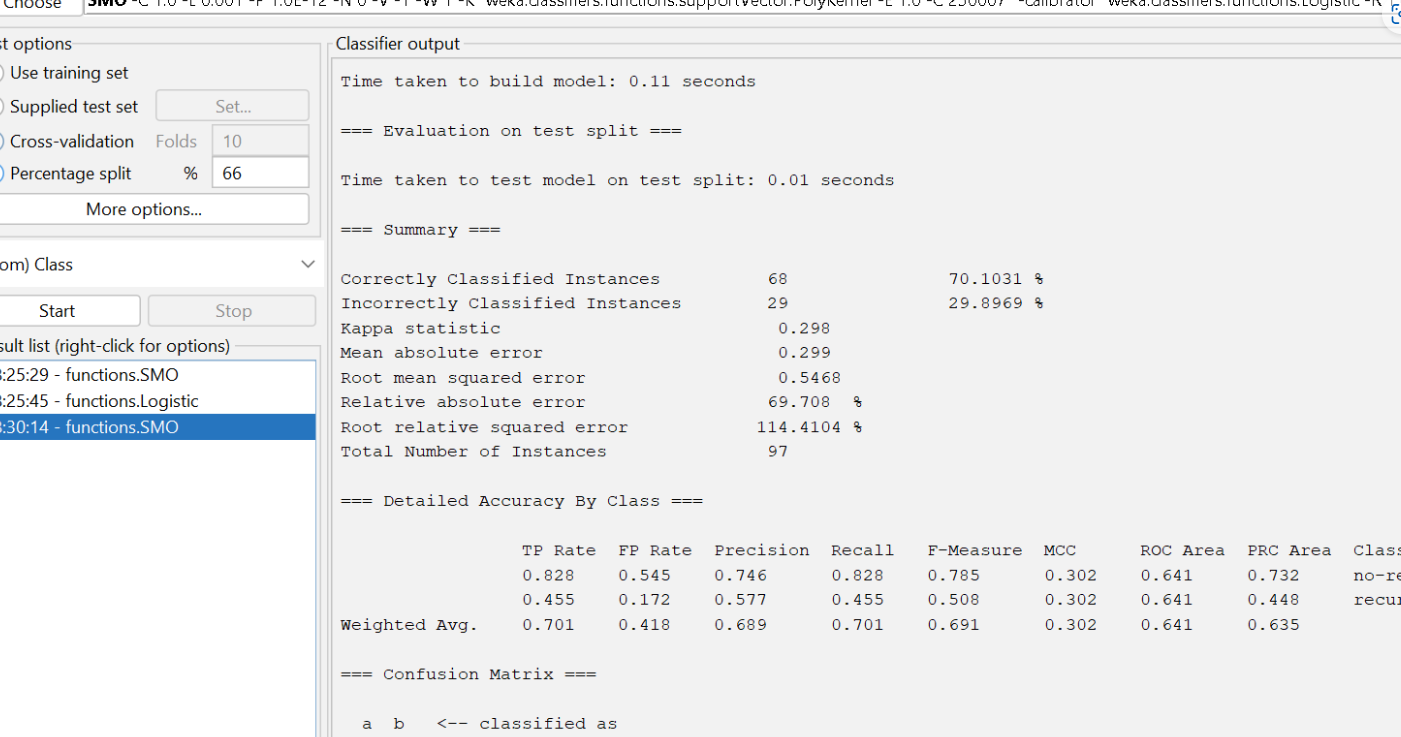 Choose SMO -C 1.0 -L 0.001 -P 1.0E-12 -N 0 -V -1 -W 1 -K "weka.classifiers.functions.supportVector.PolyKernel -E 1.0 -C 250007" -calibrator "weka.classifiers.functions.Logistic -R
st options
Use training set
Supplied test set Set...
Cross-validation Folds 10
Percentage split % 66
More options...
om) Class
Start Stop
sult list (right-click for options)
:25:29 - functions.SMO
:25:45 - functions.Logistic
:30:14 - functions.SMO
Classifier output
Time taken to build model: 0.11 seconds
=== Evaluation on test split ===
Time taken to test model on test split: 0.01 seconds
=== Summary ===
Correctly Classified Instances 68 70.1031 %
Incorrectly Classified Instances 29 29.8969 %
Kappa statistic 0.298
Mean absolute error 0.299
Root mean squared error 0.5468
Relative absolute error 69.708 %
Root relative squared error 114.4104 %
Total Number of Instances 97
=== Detailed Accuracy By Class ===
TP Rate FP Rate Precision Recall F-Measure MCC ROC Area PRC Area Class
0.828 0.545 0.746 0.828 0.785 0.302 0.641 0.732 no-re
0.455 0.172 0.577 0.455 0.508 0.302 0.641 0.448 recur
Weighted Avg. 0.701 0.418 0.689 0.701 0.691 0.302 0.641 0.635
=== Confusion Matrix ===
a b <-- classified as